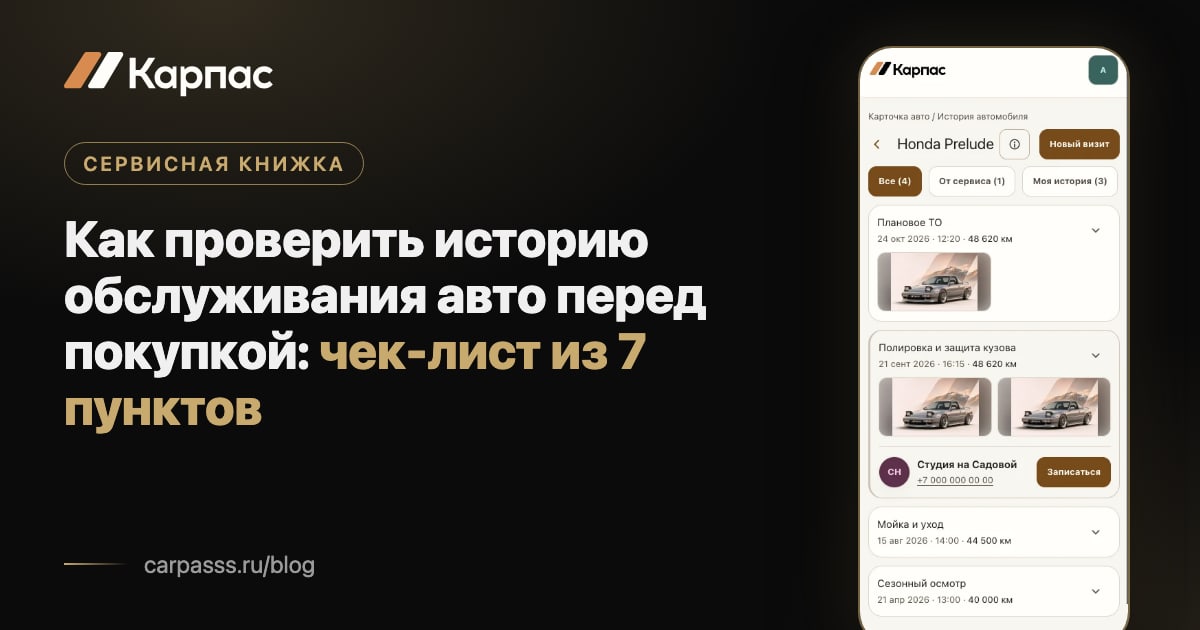 Карпас
СЕРВИСНАЯ КНИЖКА
Как проверить историю
обслуживания авто перед
покупкой: чек-лист из 7
пунктов
carpasss.ru/blog
Карпас
А
Карточка авто / История автомобиля
Honda Prelude
Новый визит
Все (4)
От сервиса (1)
Моя история (3)
Плановое ТО
24 окт 2026 · 12:20 · 48 620 км
Полировка и защита кузова
21 сент 2026 · 16:15 · 48 620 км
СН
Студия на Садовой
+7 000 000 00 00
Записаться
Мойка и уход
15 авг 2026 · 14:00 · 44 500 км
Сезонный осмотр
21 апр 2026 · 13:00 · 40 000 км